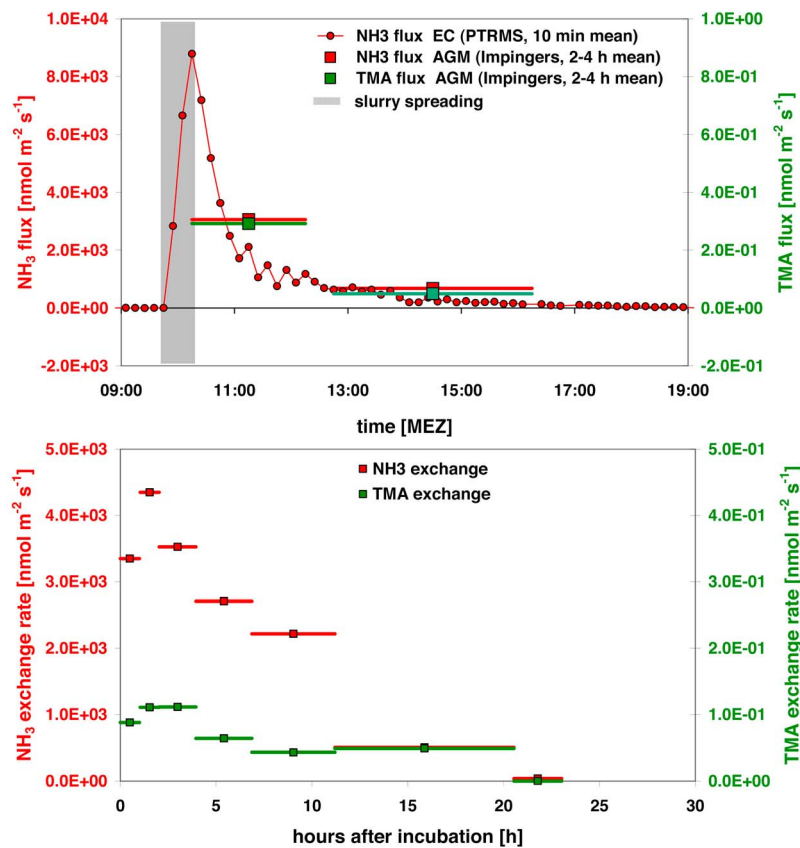 1.0E+04
8.0E+03
6.0E+03
4.0E+03
2.0E+03
0.0E+00
-2.0E+03
NH3 flux [nmol m-2 s-1]
NH3 flux EC (PTRMS, 10 min mean)
NH3 flux AGM (Impingers, 2-4 h mean)
TMA flux AGM (Impingers, 2-4 h mean)
slurry spreading
1.0E+00
8.0E-01
6.0E-01
4.0E-01
2.0E-01
0.0E+00
-2.0E-01
TMA flux [nmol m-2 s-1]
09:00 11:00 13:00 15:00 17:00 19:00
time [MEZ]
5.0E+03
4.0E+03
3.0E+03
2.0E+03
1.0E+03
0.0E+00
NH3 exchange rate [nmol m-2 s-1]
NH3 exchange
TMA exchange
5.0E-01
4.0E-01
3.0E-01
2.0E-01
1.0E-01
0.0E+00
TMA exchange rate [nmol m-2 s-1]
0 5 10 15 20 25 30
hours after incubation [h]